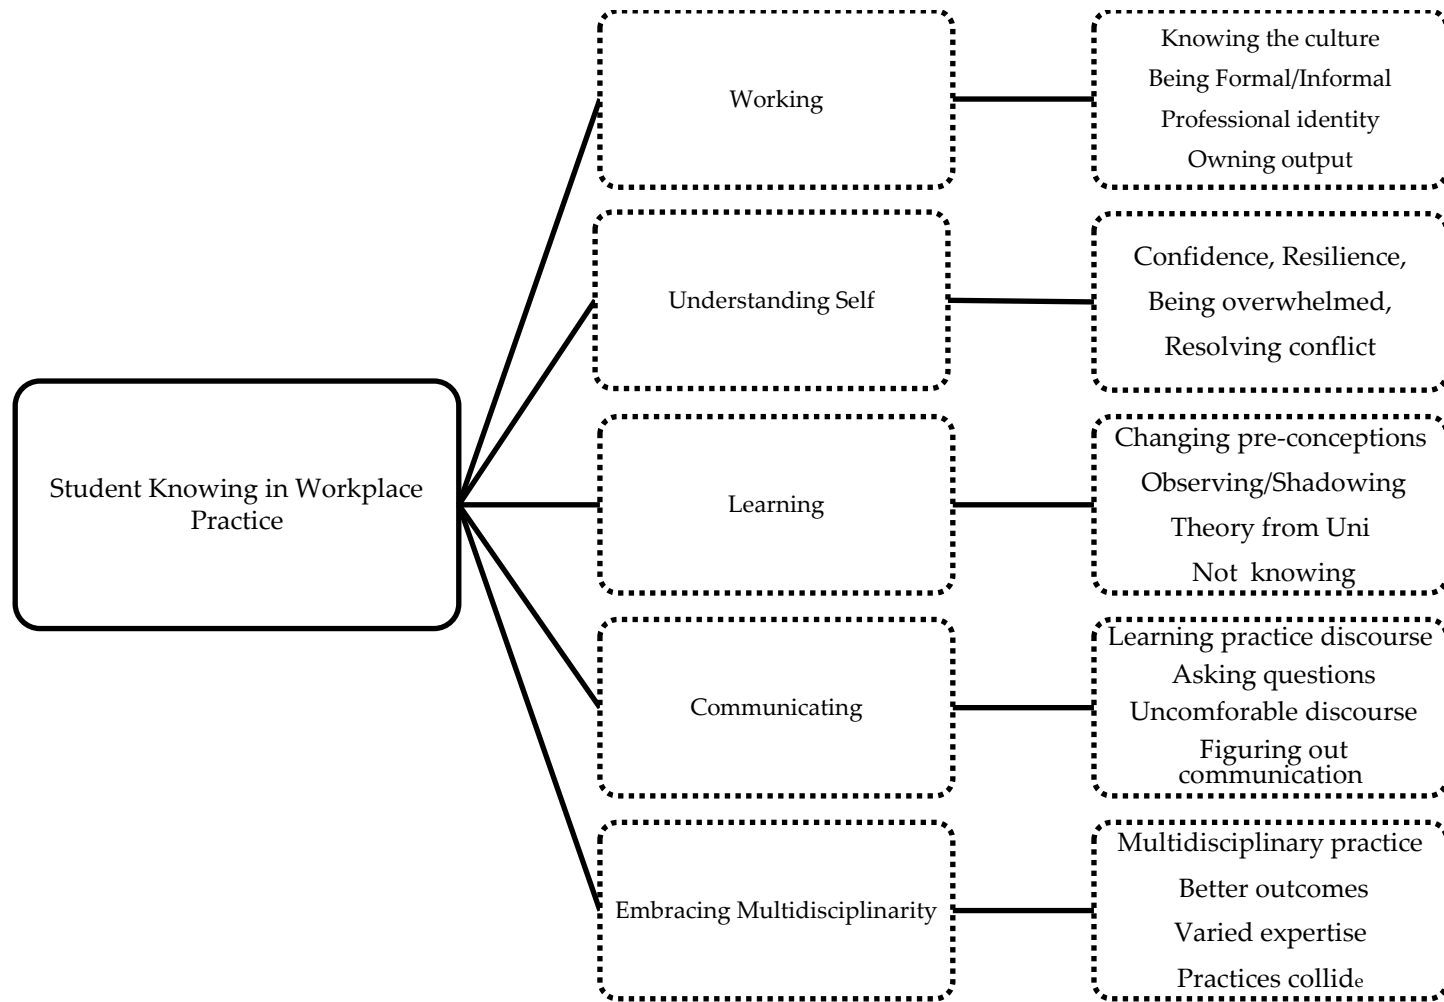 Student Knowing in Workplace
Practice
Working
Knowing the culture
Being Formal/Informal
Professional identity
Owning output
Understanding Self
Confidence, Resilience,
Being overwhelmed,
Resolving conflict
Learning
Changing pre-conceptions
Observing/Shadowing
Theory from Uni
Not knowing
Communicating
Learning practice discourse
Asking questions
Uncomforable discourse
Figuring out
communication
Embracing Multidisciplinarity
Multidisciplinary practice
Better outcomes
Varied expertise
Practices collide